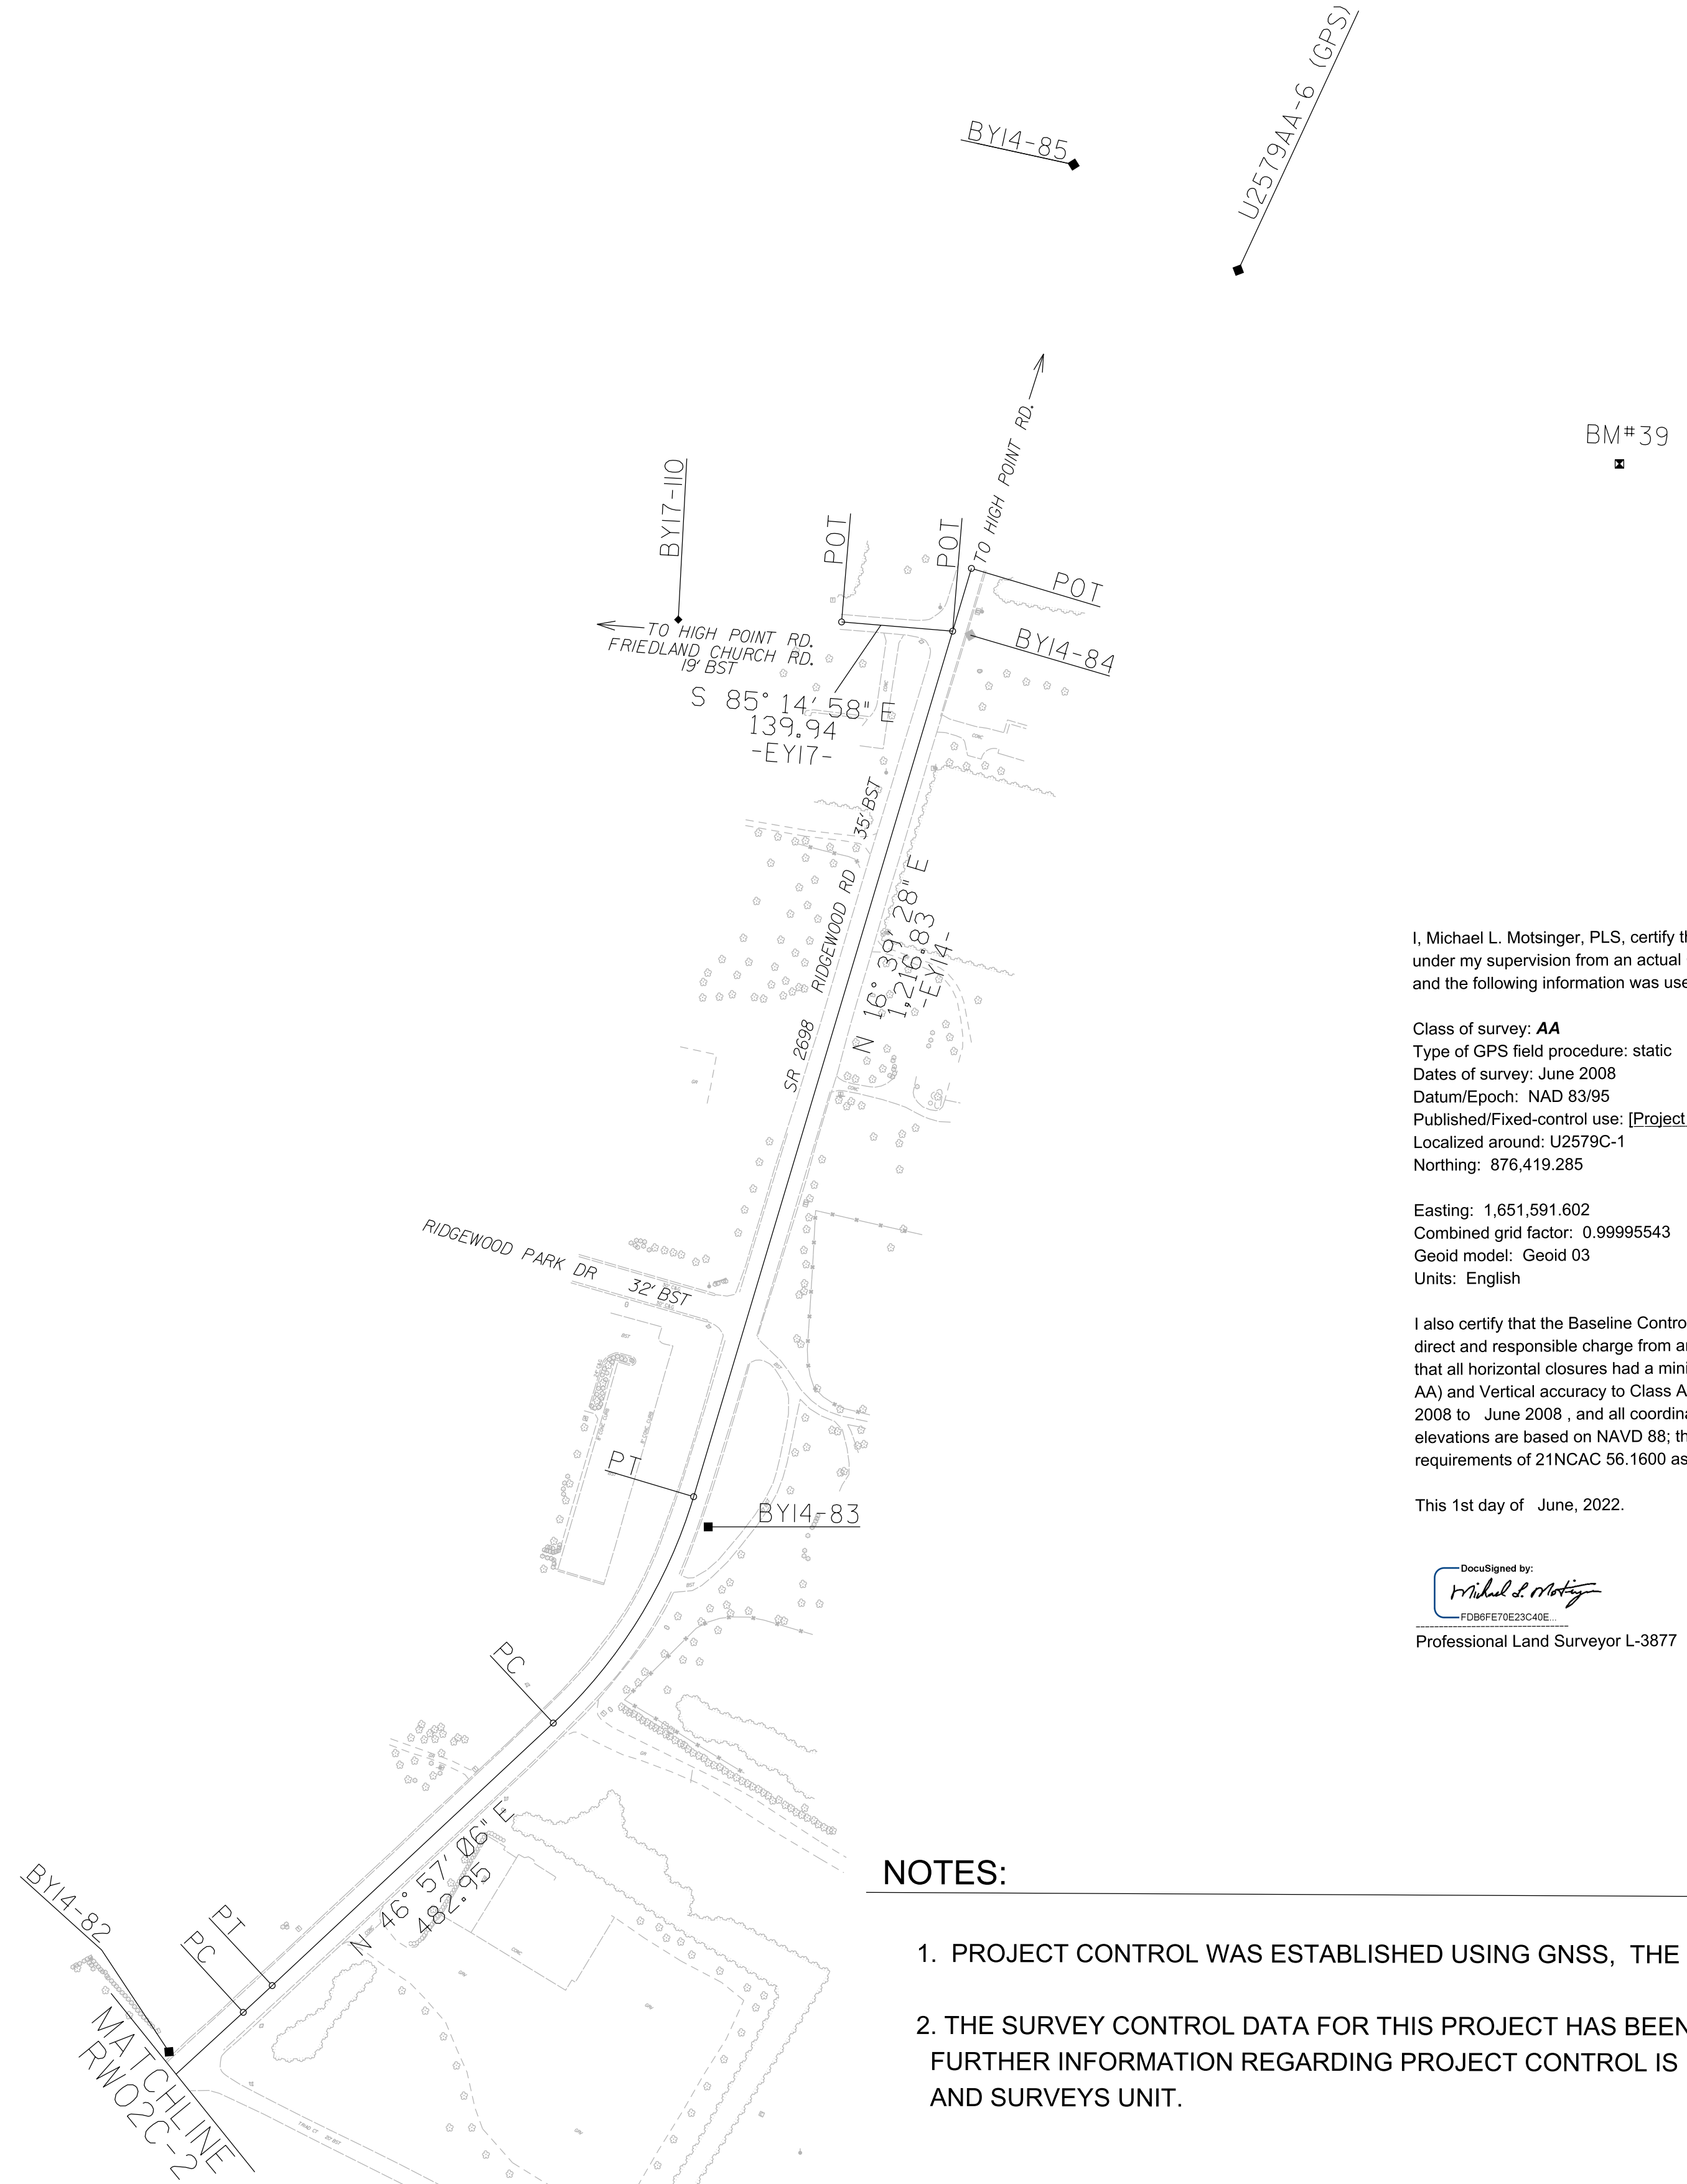 U2579AA-6 (GPS)
BY14-85
BM#39
TO HIGH POINT RD.
BY17-110
POT
POT
POT
BY14-84
TO HIGH POINT RD.
FRIEDLAND CHURCH RD.
19' BST
S 85° 14' 58" E
139.94
-EY17-
35' BST
RIDGEWOOD RD
SR 2698
N 16° 39' 28" E
1,216.83
-EY14-
RIDGEWOOD PARK DR 32' BST
PT
BY14-83
PC
N 46° 57' 06" E
482.95
BY14-82
PT
PC
MATCHLINE
RW02C-2
I, Michael L. Motsinger, PLS, certify th
under my supervision from an actual
and the following information was use
Class of survey: AA
Type of GPS field procedure: static
Dates of survey: June 2008
Datum/Epoch: NAD 83/95
Published/Fixed-control use: [Project
Localized around: U2579C-1
Northing: 876,419.285
Easting: 1,651,591.602
Combined grid factor: 0.99995543
Geoid model: Geoid 03
Units: English
I also certify that the Baseline Contro
direct and responsible charge from a
that all horizontal closures had a mini
AA) and Vertical accuracy to Class A
2008 to June 2008 , and all coordina
elevations are based on NAVD 88; th
requirements of 21NCAC 56.1600 as
This 1st day of June, 2022.
DocuSigned by:
Michael L. Motsinger
FDB6FE70E23C40E...
Professional Land Surveyor L-3877
NOTES:
1. PROJECT CONTROL WAS ESTABLISHED USING GNSS, THE
2. THE SURVEY CONTROL DATA FOR THIS PROJECT HAS BEEN
FURTHER INFORMATION REGARDING PROJECT CONTROL IS
AND SURVEYS UNIT.